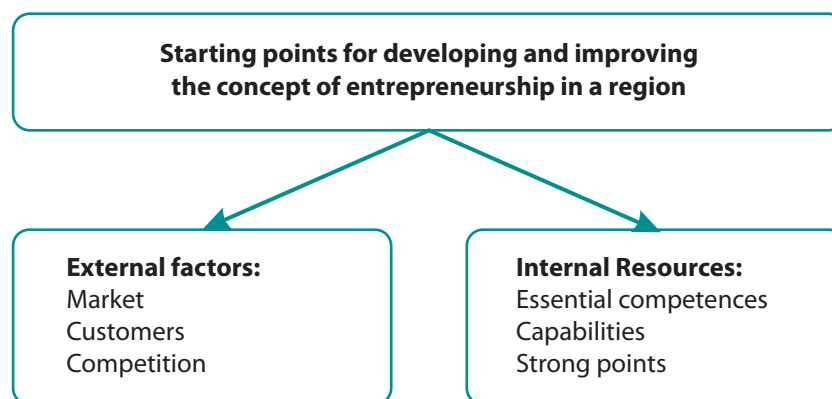 Starting points for developing and improving
the concept of entrepreneurship in a region
External factors:
Market
Customers
Competition
Internal Resources:
Essential competences
Capabilities
Strong points